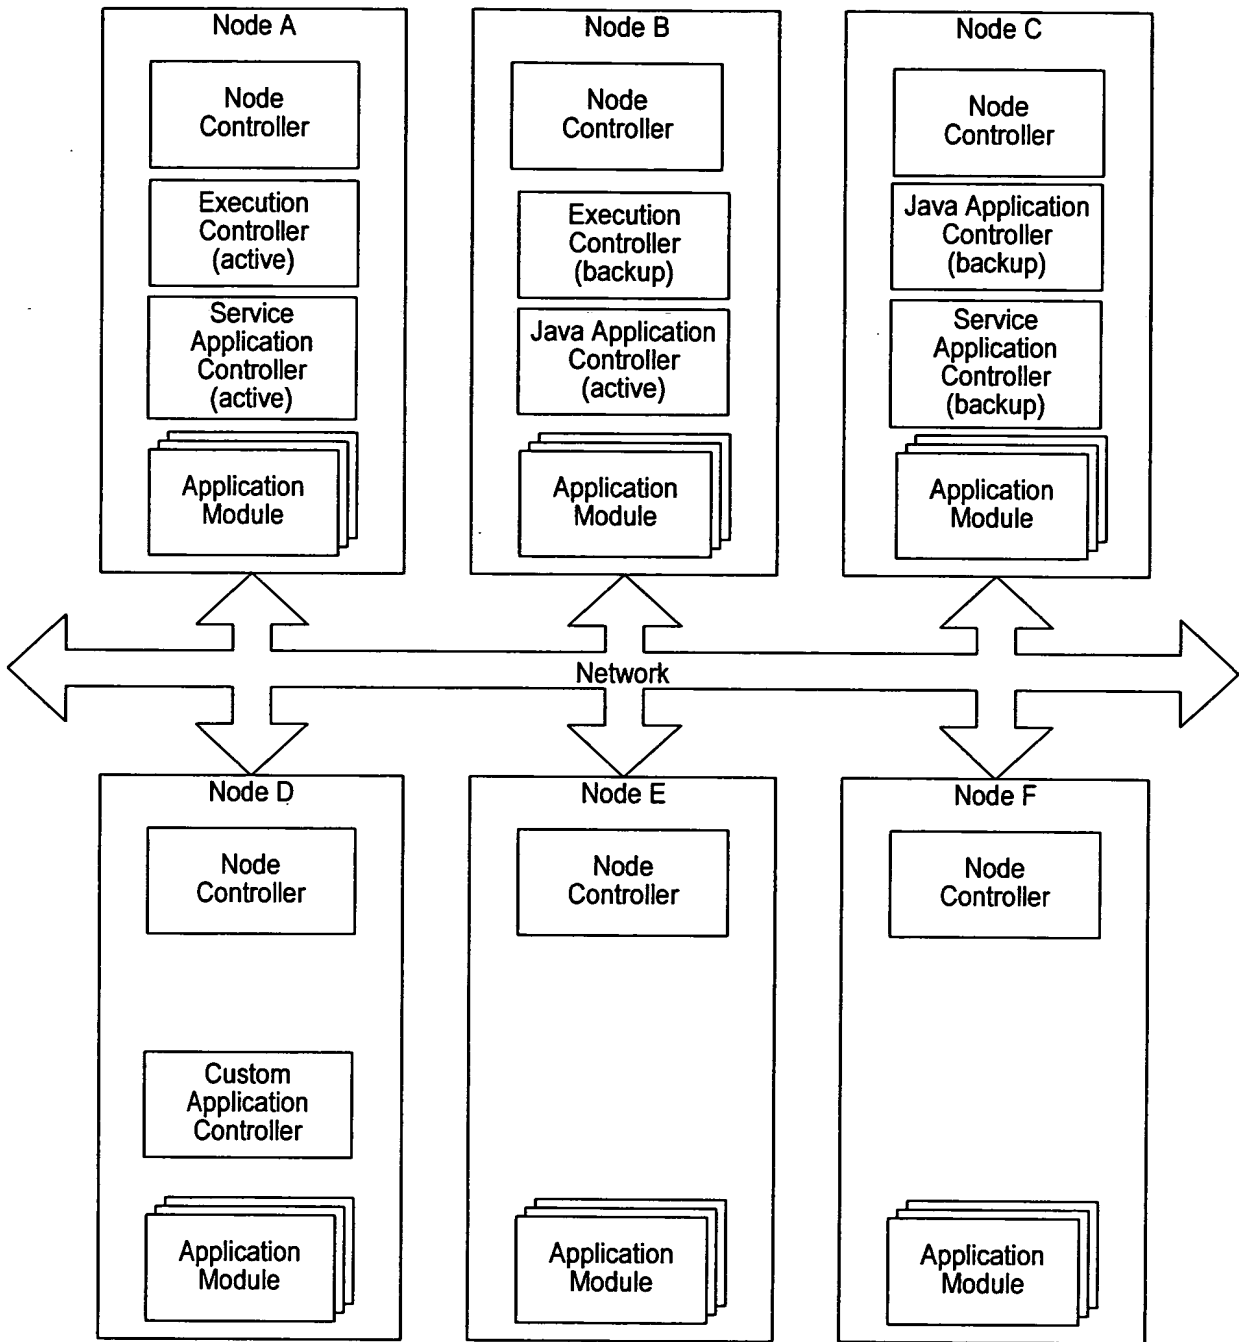 Node A
Node
Controller
Execution
Controller
(active)
Service
Application
Controller
(active)
Application
Module
Node B
Node
Controller
Execution
Controller
(backup)
Java Application
Controller
(active)
Application
Module
Node C
Node
Controller
Java Application
Controller
(backup)
Service
Application
Controller
(backup)
Application
Module
Network
Node D
Node
Controller
Custom
Application
Controller
Application
Module
Node E
Node
Controller
Application
Module
Node F
Node
Controller
Application
Module